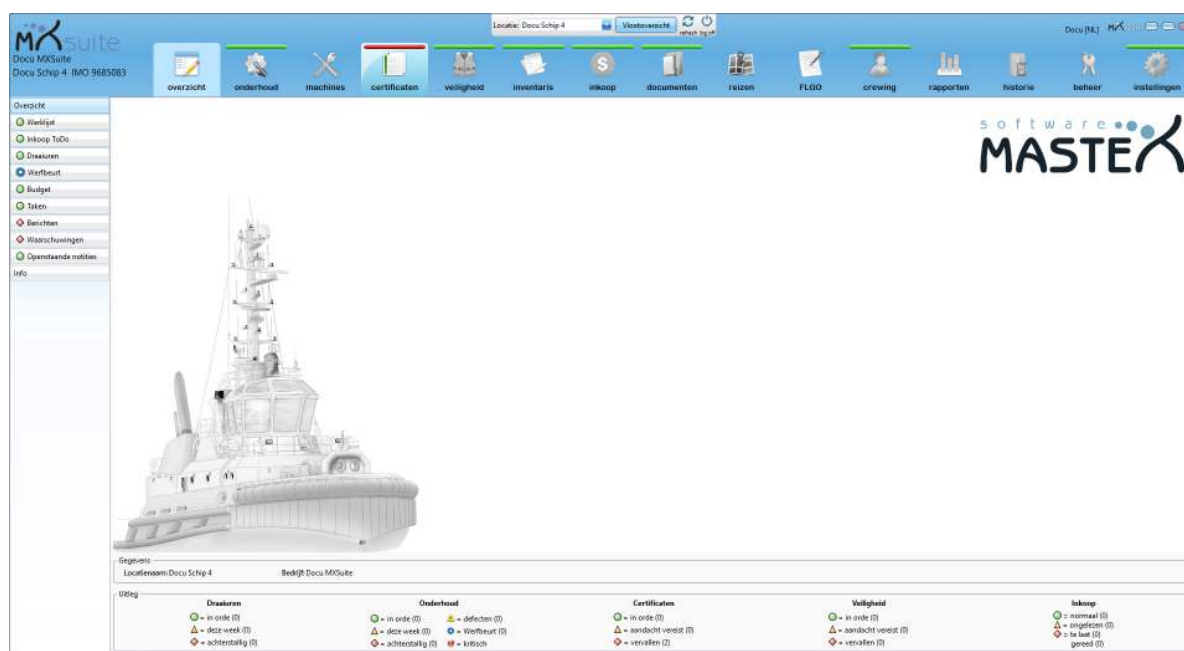 MXsuite
Docu MXSuite
Docu Schip 4 IMO 9685083
Locatie: Docu Schip 4
Vlootoverzicht
refresh log off
Docu [NL]
overzicht
onderhoud
machines
certificaten
veiligheid
inventaris
inkoop
documenten
reizen
FLGO
crewing
rapporten
historie
beheer
instellingen
Overzicht
Werklijst
Inkoop ToDo
Draaiuren
Werfbeurt
Budget
Taken
Berichten
Waarschuwingen
Openstaande notities
Info
software
MASTEX
Gegevens
Locatienaam: Docu Schip 4 Bedrijf: Docu MXSuite
Uitleg
Draaiuren
= in orde (0)
= deze week (0)
= achterstallig (0)
Onderhoud
= in orde (0) = defecten (0)
= deze week (0) = Werfbeurt (0)
= achterstallig (0) = kritisch
Certificaten
= in orde (0)
= aandacht vereist (0)
= vervallen (2)
Veiligheid
= in orde (0)
= aandacht vereist (0)
= vervallen (0)
Inkoop
= normaal (0)
= ongelezen (0)
= te laat (0)
gereed (0)